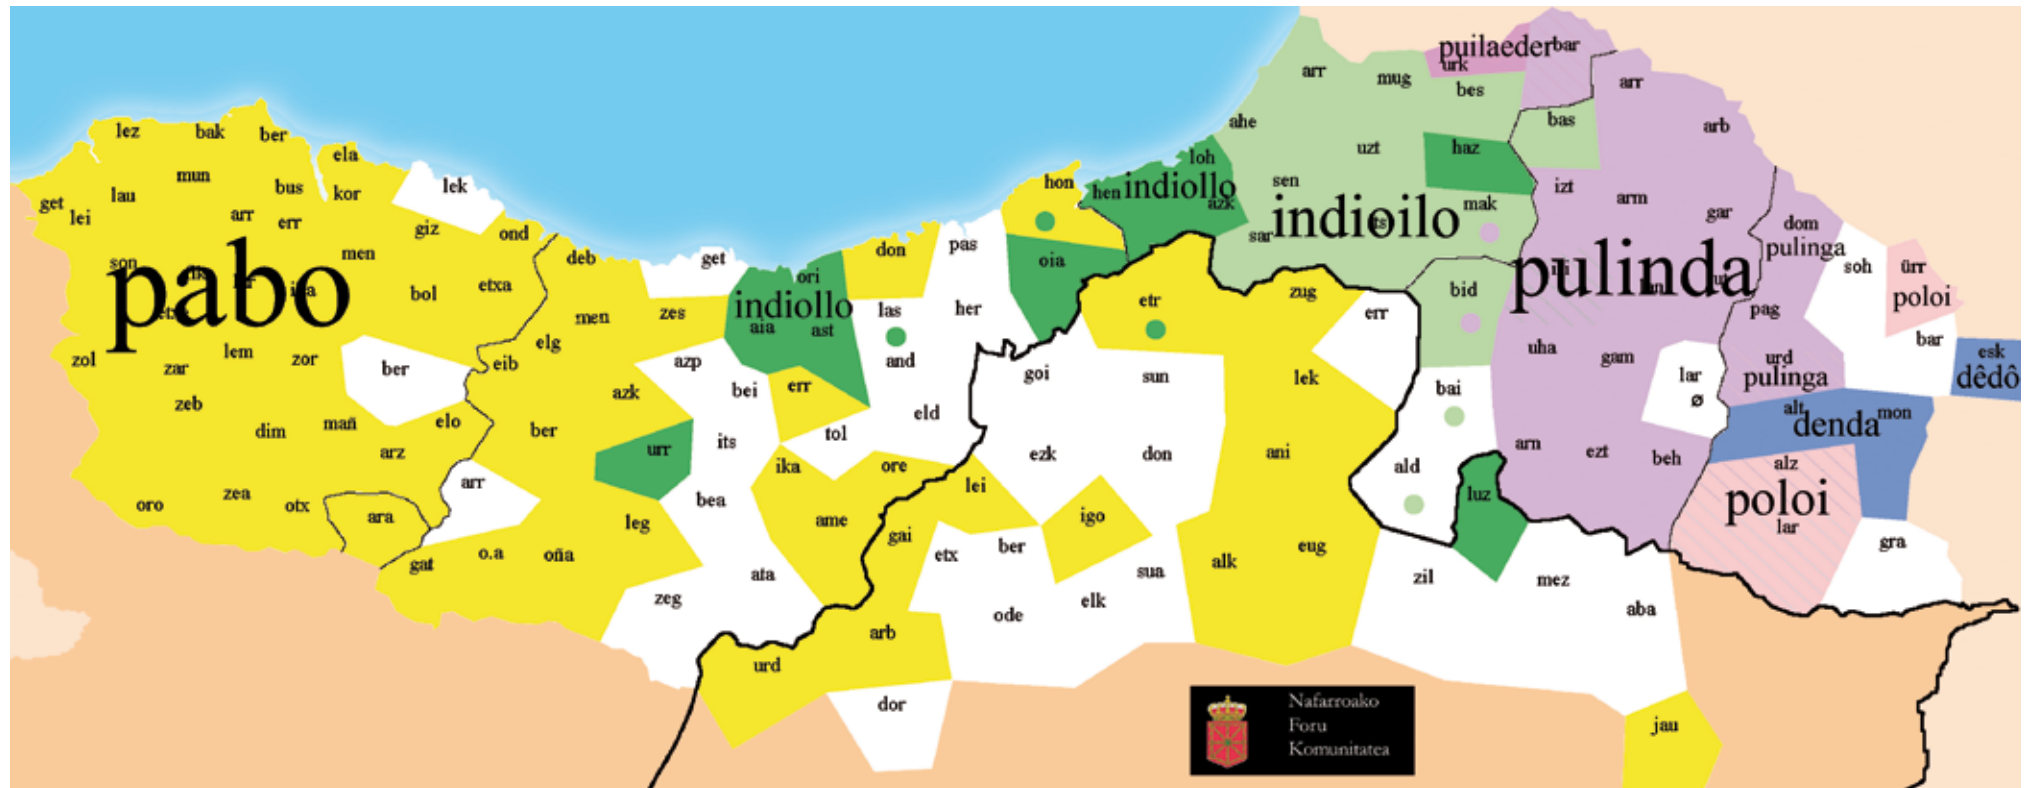 lez
bak
ber
ela
mun
lau
bus
kor
lek
get
lei
arr
err
giz
ond
men
son
pabo
bol
etxa
zol
zar
lem
zor
ber
zeb
dim
mañ
elo
arz
oro
zea
otx
ara
arr
gat
o.a
oña
deb
get
men
zes
elg
eib
azk
ber
urr
leg
zeg
azp
bei
its
bea
ata
ori
indiollo
aia
ast
err
tol
ika
ore
ame
don
pas
las
her
and
eld
hon
oia
hen
loh
indiollo
azk
goi
sun
etr
zug
err
lek
ezk
don
ani
lei
igo
gai
etx
ber
sua
elk
ode
alk
eug
arb
urd
dor
zil
mez
aba
luz
jau
arr
mug
puilaeder
urk
bar
bes
ahe
uzt
haz
bas
sen
mak
sar
indioilo
bid
bai
ald
arr
arb
izt
arm
gar
pulinda
uha
gam
lar
ø
arn
ezt
beh
dom
pulinga
soh
pag
urd
pulinga
ürr
poloi
bar
esk
dêdô
alt
denda
mon
alz
poloi
lar
gra
Nafarroako
Foru
Komunitatea